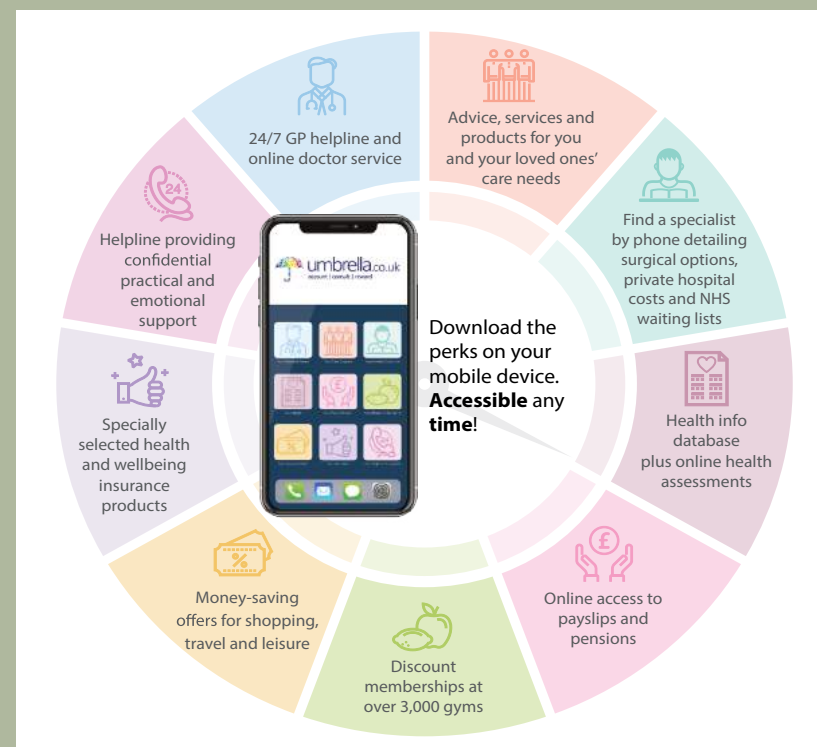 24/7 GP helpline and
online doctor service
Advice, services and
products for you
and your loved ones’
care needs
Find a specialist
by phone detailing
surgical options,
private hospital
costs and NHS
waiting lists
Health info
database
plus online health
assessments
£
Online access to
payslips and
pensions
Discount
memberships at
over 3,000 gyms
%
Money-saving
offers for shopping,
travel and leisure
Specially
selected health
and wellbeing
insurance
products
24
Helpline providing
confidential
practical and
emotional
support
umbrella.co.uk
account | consult | reward
£
%
Download the
perks on your
mobile device.
Accessible any
time!